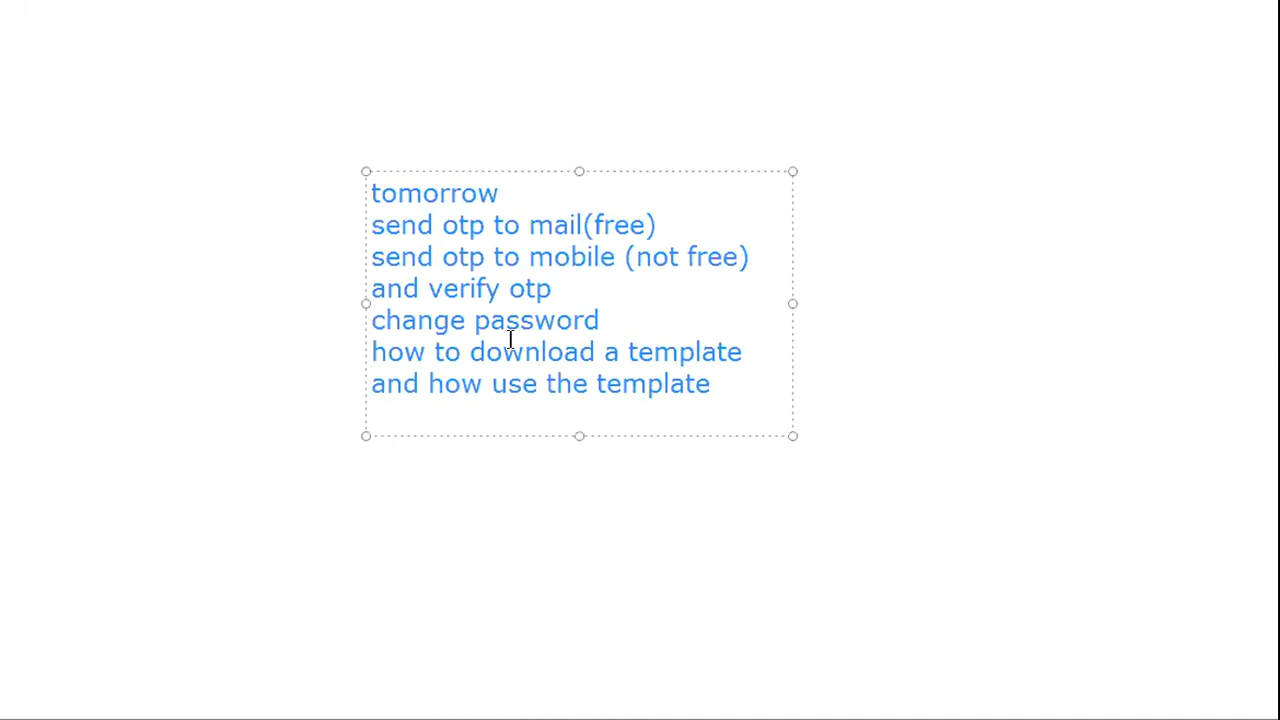 tomorrow
send otp to mail(free)
send otp to mobile (not free)
and verify otp
change password
how to download a template
and how use the template